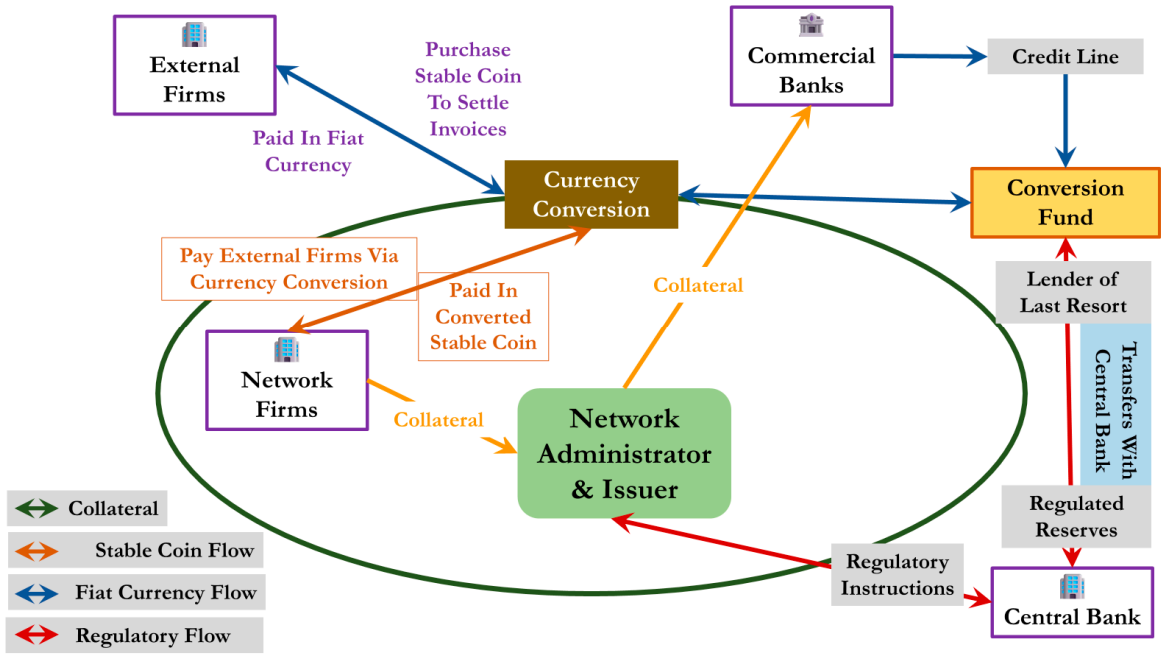 External
Firms
Purchase
Stable Coin
To Settle
Invoices
Paid In Fiat
Currency
Commercial
Banks
Credit Line
Currency
Conversion
Conversion
Fund
Pay External Firms Via
Currency Conversion
Paid In
Converted
Stable Coin
Collateral
Lender of
Last Resort
Transfers With
Central Bank
Network
Firms
Collateral
Network
Administrator
& Issuer
Regulated
Reserves
Regulatory
Instructions
Central Bank
Collateral
Stable Coin Flow
Fiat Currency Flow
Regulatory Flow